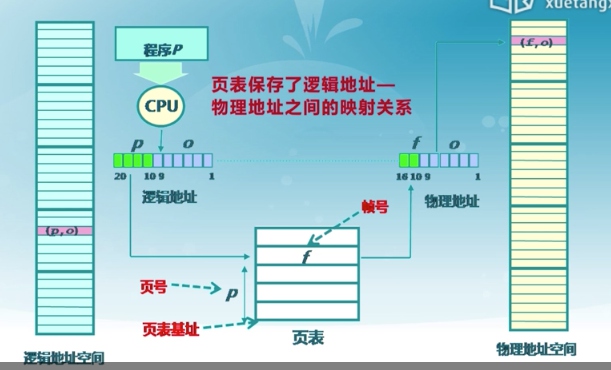 xuetangx
程序P
CPU
页表保存了逻辑地址—
物理地址之间的映射关系
(f,o)
p o
f o
20 10 9 1
16 10 9 1
逻辑地址
物理地址
帧号
(p,o)
f
页号
p
页表基址
页表
逻辑地址空间
物理地址空间